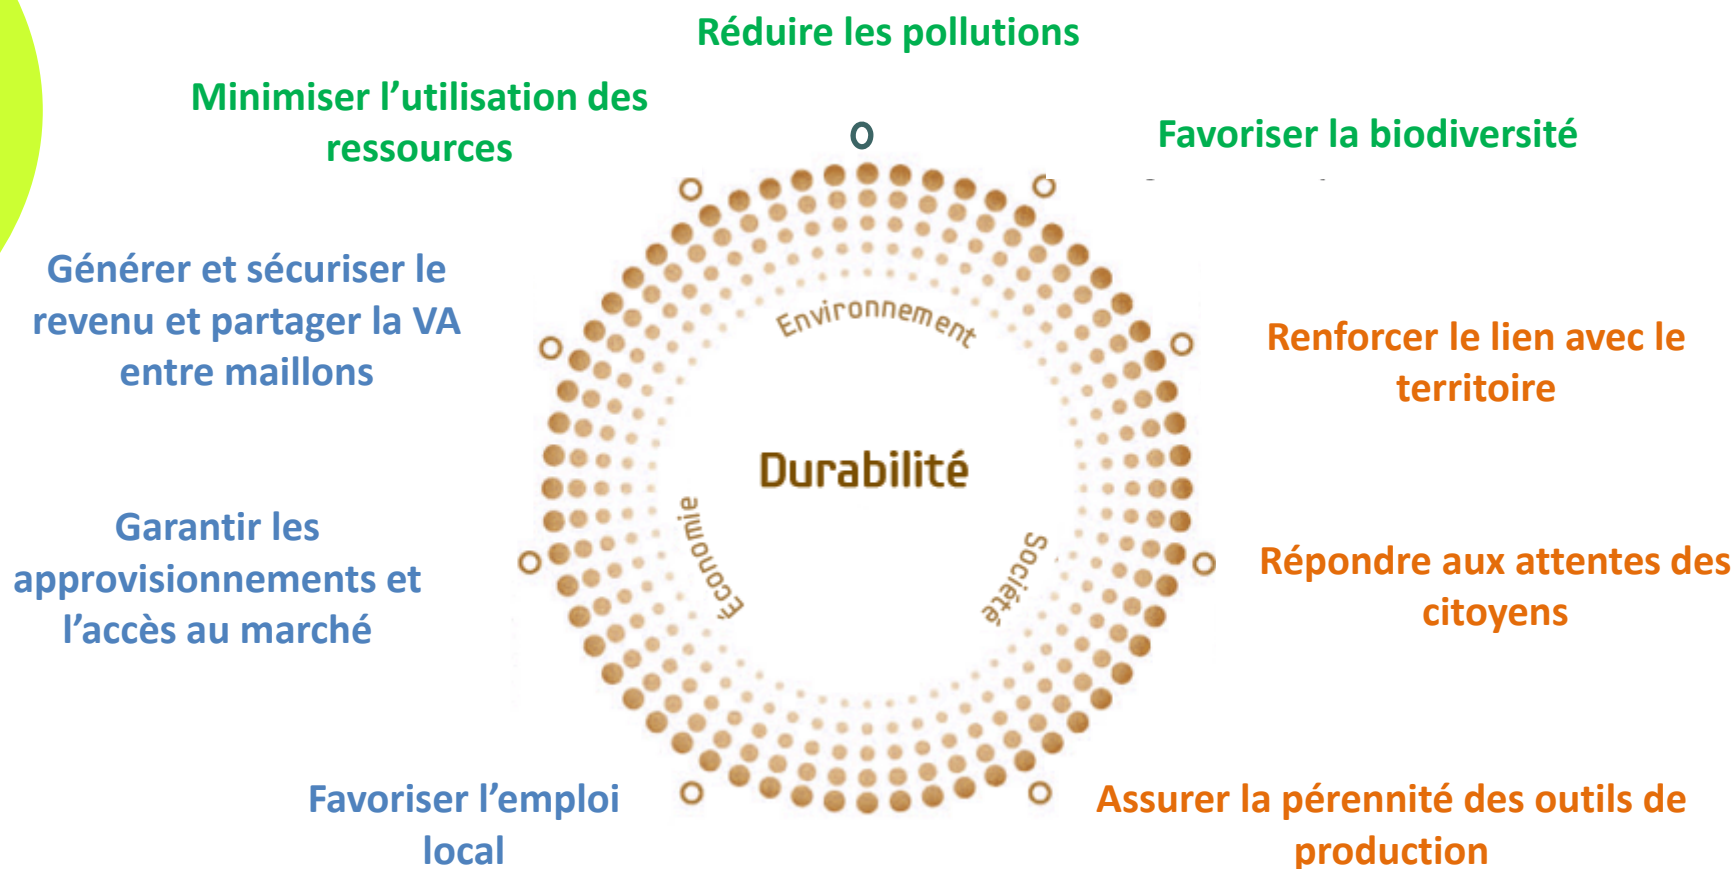 Réduire les pollutions
Minimiser l'utilisation des
ressources
Favoriser la biodiversité
Générer et sécuriser le
revenu et partager la VA
entre maillons
Environnement
Renforcer le lien avec le
territoire
Durabilité
Garantir les
approvisionnements et
l'accès au marché
Économie
Société
Répondre aux attentes des
citoyens
Favoriser l'emploi
local
Assurer la pérennité des outils de
production